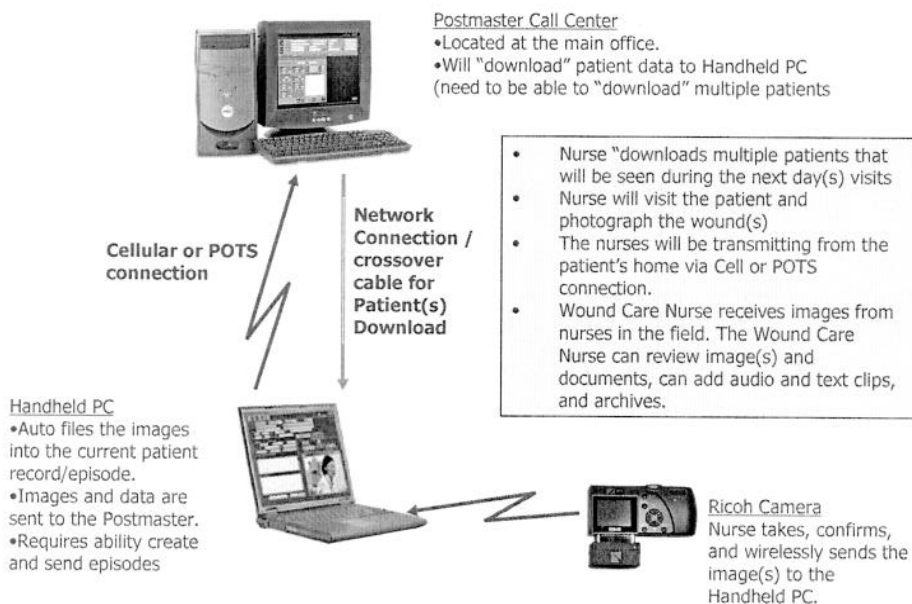 Postmaster Call Center
•Located at the main office.
•Will "download" patient data to Handheld PC
(need to be able to "download" multiple patients
• Nurse "downloads multiple patients that
will be seen during the next day(s) visits
• Nurse will visit the patient and
photograph the wound(s)
• The nurses will be transmitting from the
patient's home via Cell or POTS
connection.
• Wound Care Nurse receives images from
nurses in the field. The Wound Care
Nurse can review image(s) and
documents, can add audio and text clips,
and archives.
Cellular or POTS
connection
Network
Connection /
crossover
cable for
Patient(s)
Download
Handheld PC
•Auto files the images
into the current patient
record/episode.
•Images and data are
sent to the Postmaster.
•Requires ability create
and send episodes
Ricoh Camera
Nurse takes, confirms,
and wirelessly sends the
image(s) to the
Handheld PC.